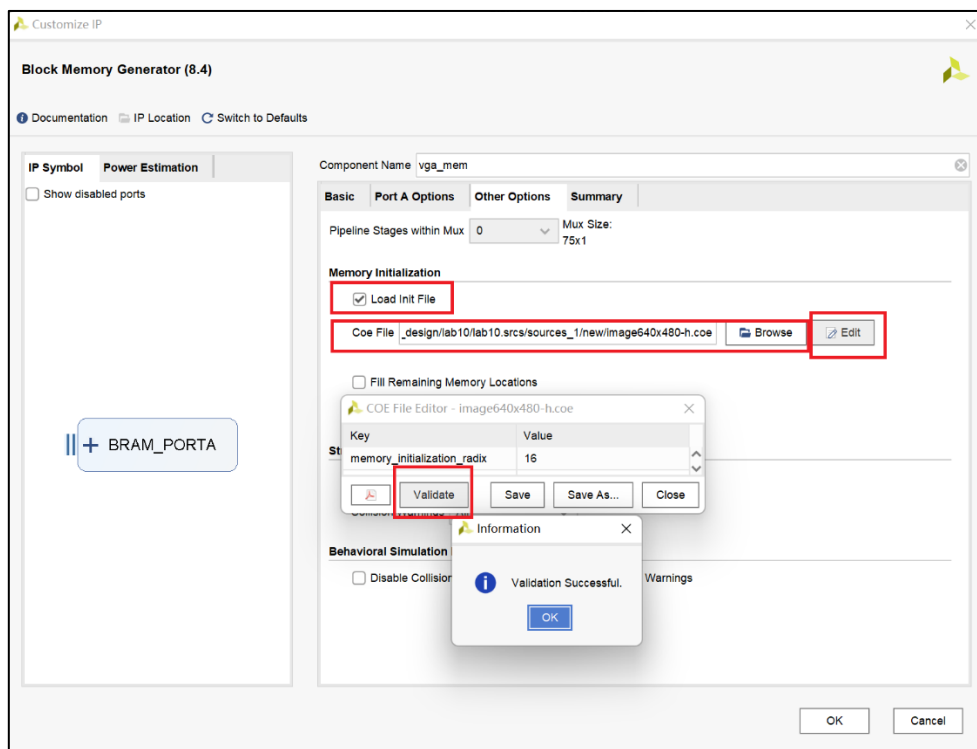 Customize IP
Block Memory Generator (8.4)
Documentation IP Location Switch to Defaults
IP Symbol Power Estimation
Show disabled ports
BRAM_PORTA
Component Name vga_mem
Basic Port A Options Other Options Summary
Pipeline Stages within Mux 0 Mux Size:
75x1
Memory Initialization
Load Init File
Coe File _design/lab10/lab10.srcs/sources_1/new/image640x480-h.coe Browse Edit
Fill Remaining Memory Locations
COE File Editor - image640x480-h.coe
Key Value
memory_initialization_radix 16
Validate Save Save As... Close
Information
Behavioral Simulation
Disable Collision Validation Successful. Warnings
OK
OK Cancel